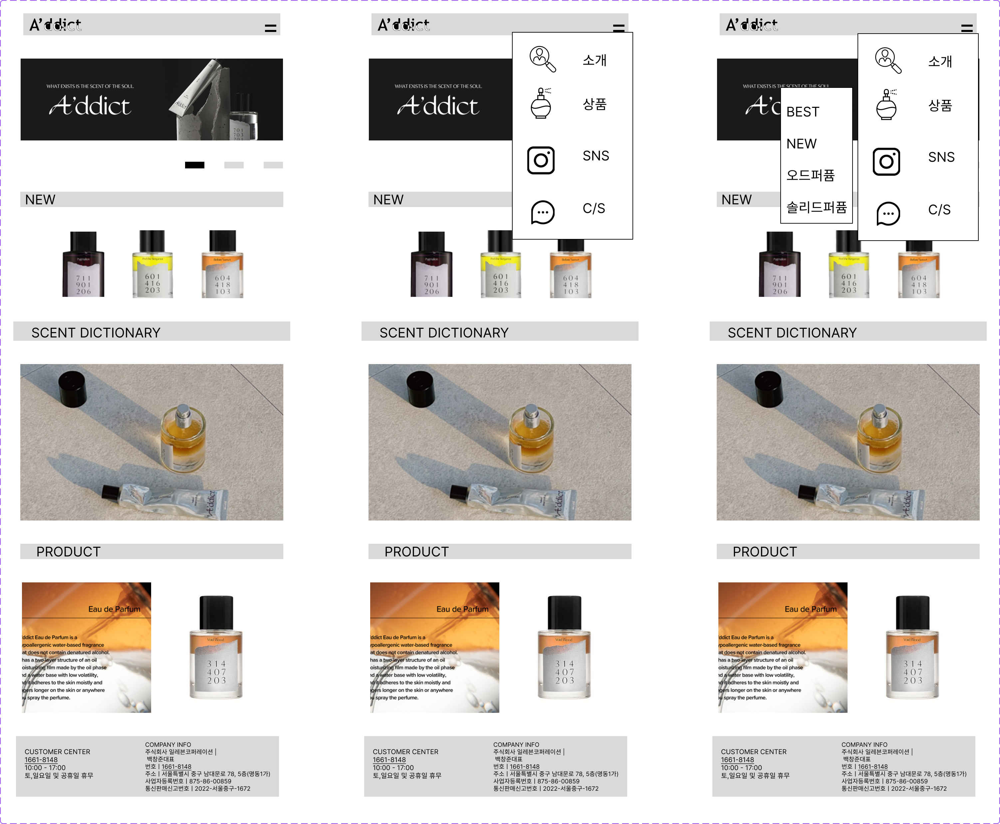 A'ddict
WHAT EXISTS IS THE SCENT OF THE SOUL
A'ddict
A'ddict
701
703
201
NEW
Pygmalion
711
901
206
Peel the Bergamot
601
416
203
Before Sunset
604
418
103
SCENT DICTIONARY
A'ddict
PRODUCT
Eau de Parfum
'ddict Eau de Parfum is a
ypoallergenic water-based fragrance
at does not contain denatured alcohol.
has a two-layer structure of an oil
oisturizing film made by the oil phase
nd a water base with low volatility,
nd it adheres to the skin moistly and
ngers longer on the skin or anywhere
ou spray the perfume.
Void Wood
314
407
203
CUSTOMER CENTER
1661-8148
10:00 - 17:00
토,일요일 및 공휴일 휴무
COMPANY INFO
주식회사 일레븐코퍼레이션 |
백창준대표
번호 | 1661-8148
주소 | 서울특별시 중구 남대문로 78, 5층(명동1가)
사업자등록번호 | 875-86-00859
통신판매신고번호 | 2022-서울중구-1672
A'ddict
소개
상품
SNS
C/S
WHAT EXISTS IS THE SCENT OF THE SOUL
A'ddict
NEW
Pygmalion
711
901
206
Peel the Bergamot
601
416
203
Before Sunset
604
418
103
SCENT DICTIONARY
A'ddict
PRODUCT
Eau de Parfum
'ddict Eau de Parfum is a
ypoallergenic water-based fragrance
at does not contain denatured alcohol.
has a two-layer structure of an oil
oisturizing film made by the oil phase
nd a water base with low volatility,
nd it adheres to the skin moistly and
ngers longer on the skin or anywhere
ou spray the perfume.
Void Wood
314
407
203
CUSTOMER CENTER
1661-8148
10:00 - 17:00
토,일요일 및 공휴일 휴무
COMPANY INFO
주식회사 일레븐코퍼레이션 |
백창준대표
번호 | 1661-8148
주소 | 서울특별시 중구 남대문로 78, 5층(명동1가)
사업자등록번호 | 875-86-00859
통신판매신고번호 | 2022-서울중구-1672
A'ddict
소개
상품
SNS
C/S
WHAT EXISTS IS THE SCENT OF THE SOUL
A'd
BEST
NEW
오드퍼퓸
솔리드퍼퓸
NEW
Pygmalion
711
901
206
Peel the Bergamot
601
416
203
Before Sunset
604
418
103
SCENT DICTIONARY
A'ddict
PRODUCT
Eau de Parfum
'ddict Eau de Parfum is a
ypoallergenic water-based fragrance
at does not contain denatured alcohol.
has a two-layer structure of an oil
oisturizing film made by the oil phase
nd a water base with low volatility,
nd it adheres to the skin moistly and
ngers longer on the skin or anywhere
ou spray the perfume.
Void Wood
314
407
203
CUSTOMER CENTER
1661-8148
10:00 - 17:00
토,일요일 및 공휴일 휴무
COMPANY INFO
주식회사 일레븐코퍼레이션 |
백창준대표
번호 | 1661-8148
주소 | 서울특별시 중구 남대문로 78, 5층(명동1가)
사업자등록번호 | 875-86-00859
통신판매신고번호 | 2022-서울중구-1672